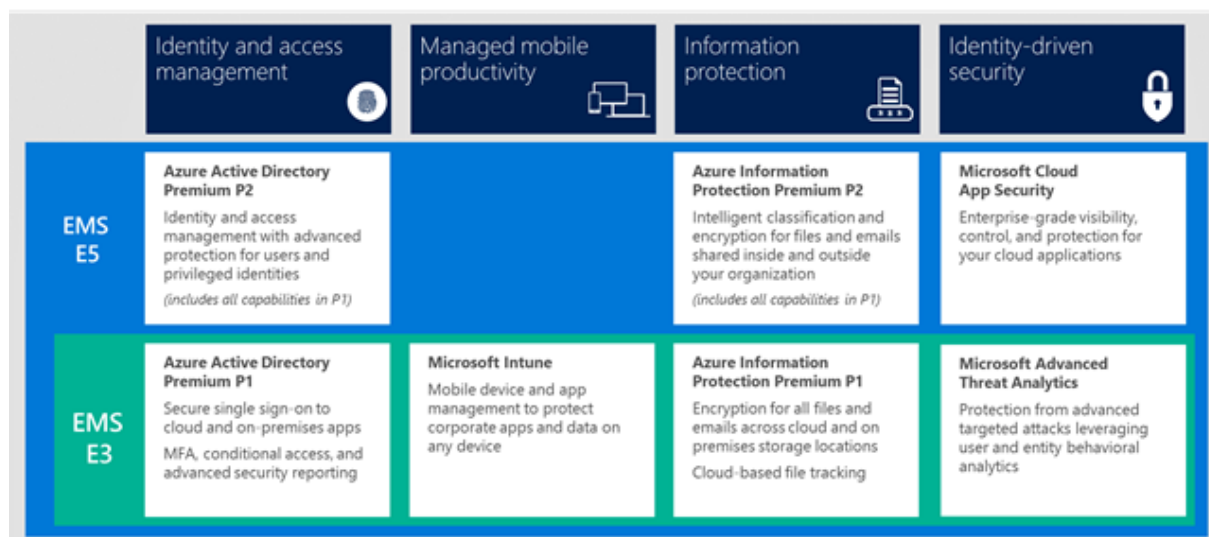 Identity and access
management
Managed mobile
productivity
Information
protection
Identity-driven
security
EMS
E5
Azure Active Directory
Premium P2
Identity and access
management with advanced
protection for users and
privileged identities
(includes all capabilities in P1)
Azure Information
Protection Premium P2
Intelligent classification and
encryption for files and emails
shared inside and outside
your organization
(includes all capabilities in P1)
Microsoft Cloud
App Security
Enterprise-grade visibility,
control, and protection for
your cloud applications
EMS
E3
Azure Active Directory
Premium P1
Secure single sign-on to
cloud and on-premises apps
MFA, conditional access, and
advanced security reporting
Microsoft Intune
Mobile device and app
management to protect
corporate apps and data on
any device
Azure Information
Protection Premium P1
Encryption for all files and
emails across cloud and on
premises storage locations
Cloud-based file tracking
Microsoft Advanced
Threat Analytics
Protection from advanced
targeted attacks leveraging
user and entity behavioral
analytics